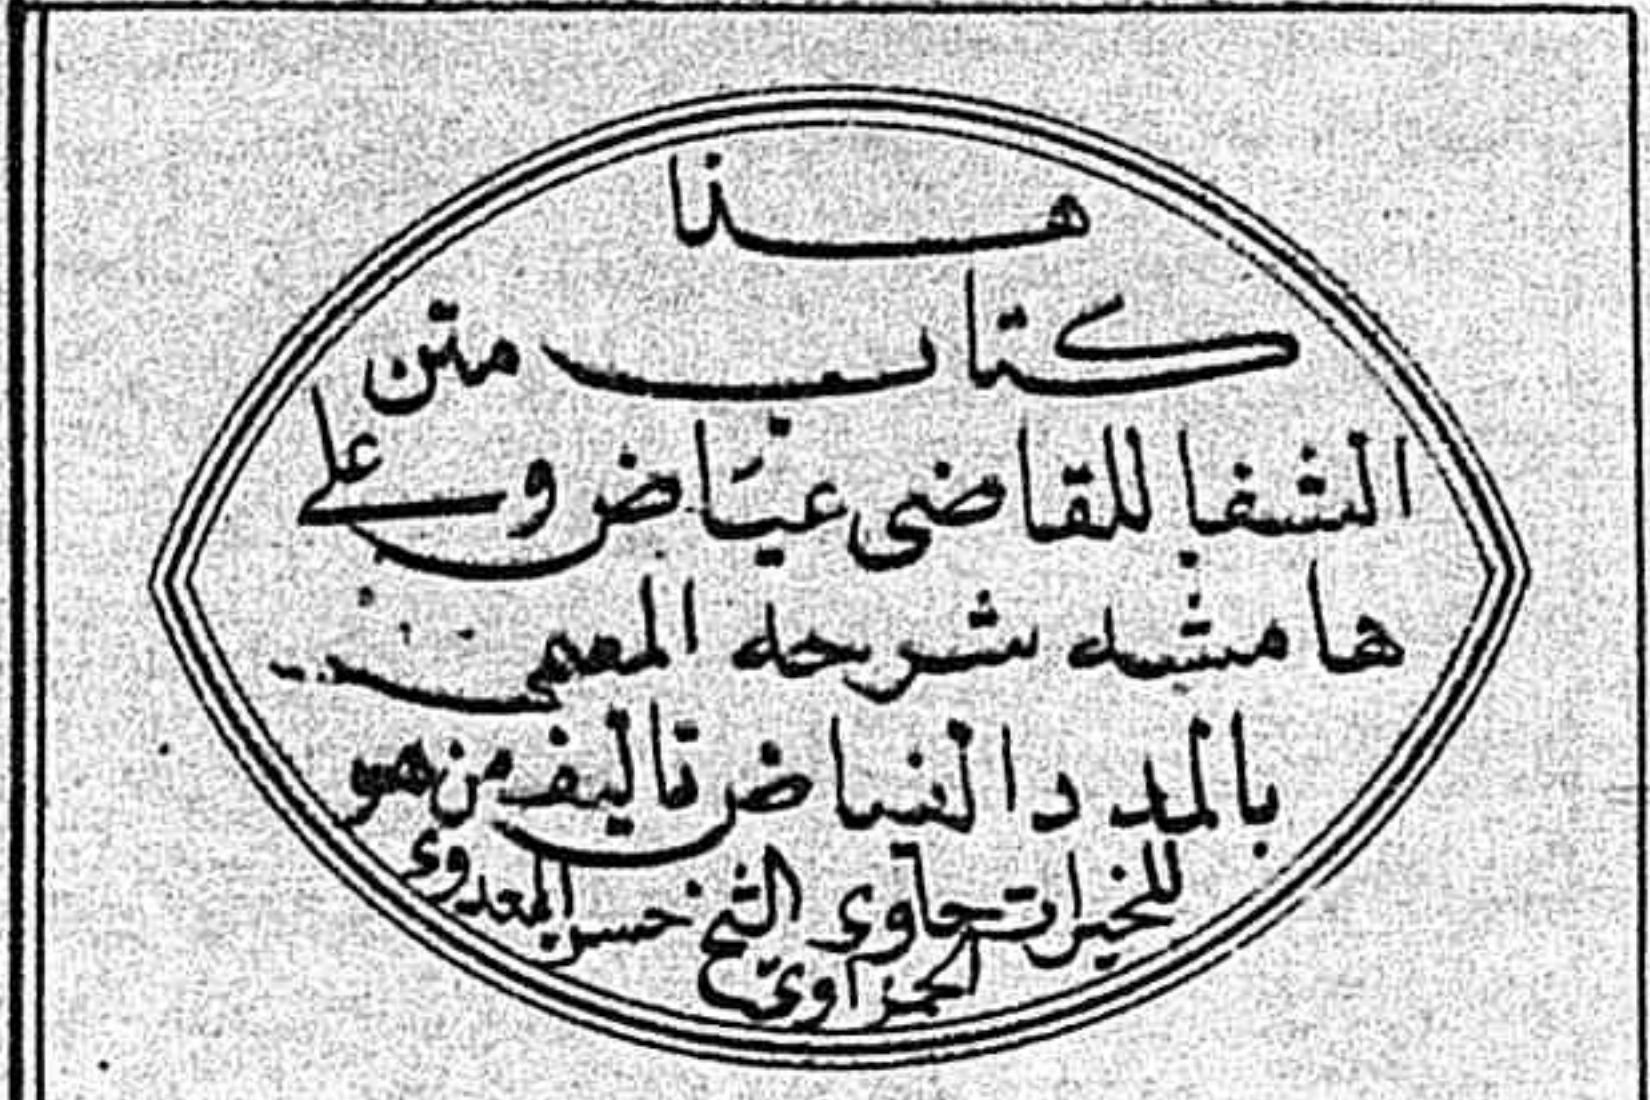 هذا
كتاب متن
الشفا للقاضى عياض وعلى
هامشه شرحه المسمى
بالمدد الفياض تاليف من هو
للخيرات حاوى الشيخ حسن العدوى
الحمزاوى